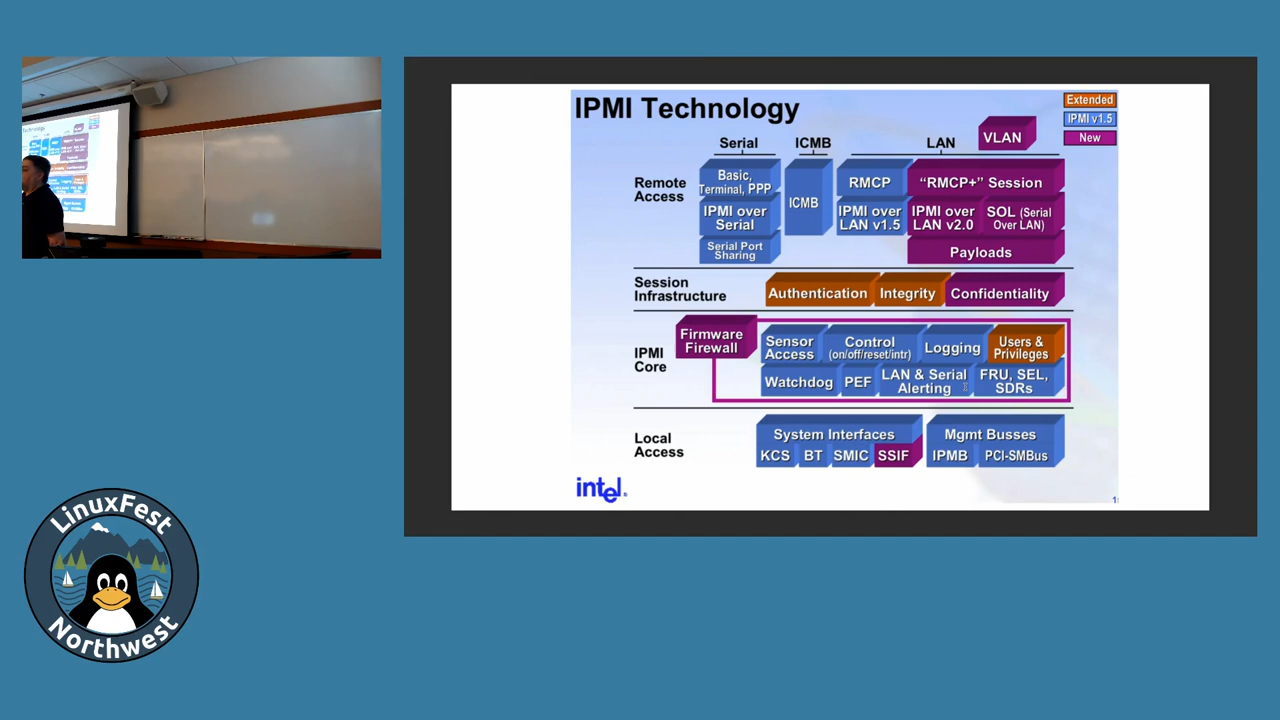 IPMI Technology
Extended
IPMI v1.5
New
Serial
ICMB
LAN
VLAN
Remote
Access
Basic,
Terminal, PPP
ICMB
RMCP
“RMCP+” Session
IPMI over
Serial
IPMI over
LAN v1.5
IPMI over
LAN v2.0
SOL (Serial
Over LAN)
Serial Port
Sharing
Payloads
Session
Infrastructure
Authentication
Integrity
Confidentiality
IPMI
Core
Firmware
Firewall
Sensor
Access
Control
(on/off/reset/intr)
Logging
Users &
Privileges
Watchdog
PEF
LAN & Serial
Alerting
FRU, SEL,
SDRs
Local
Access
System Interfaces
KCS
BT
SMIC
SSIF
Mgmt Busses
IPMB
PCI-SMBus
intel
LinuxFest
Northwest